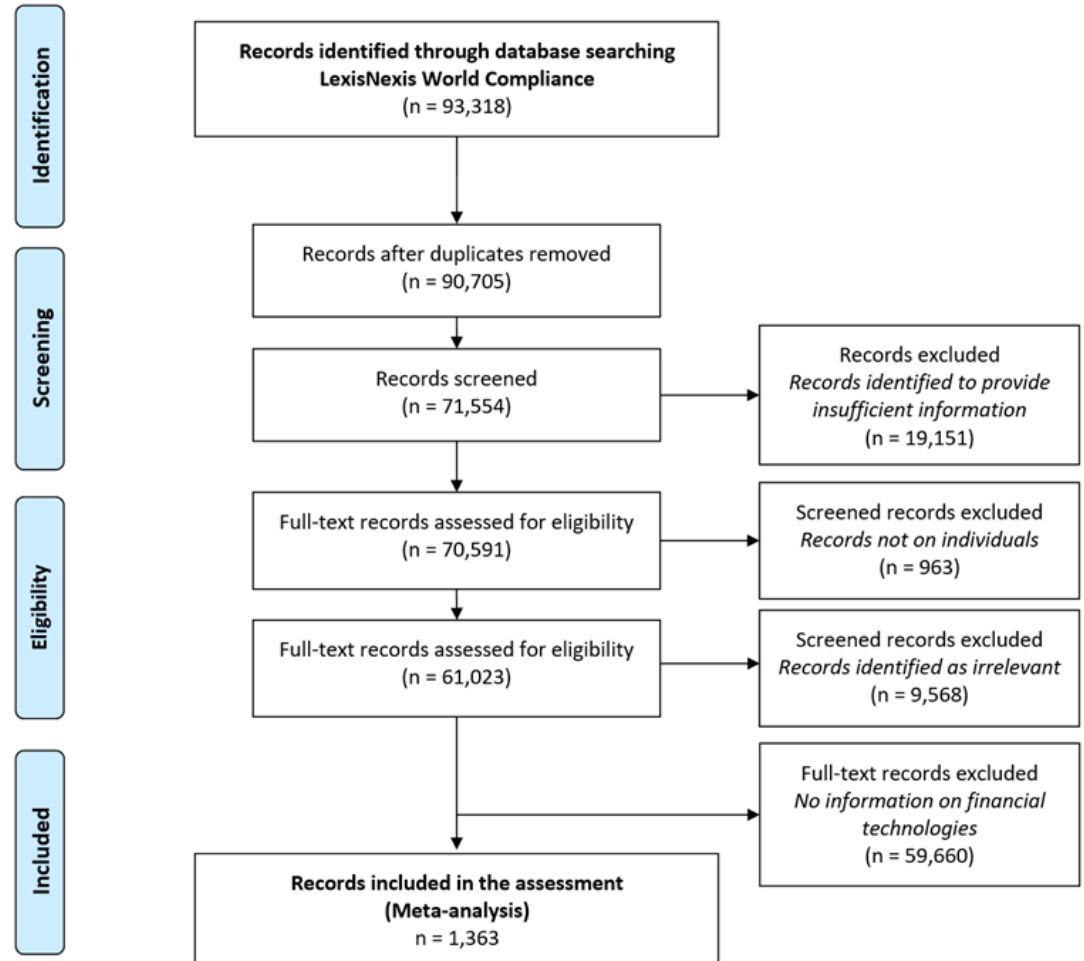 Identification
Records identified through database searching
LexisNexis World Compliance
(n = 93,318)
Screening
Records after duplicates removed
(n = 90,705)
Records screened
(n = 71,554)
Records excluded
Records identified to provide
insufficient information
(n = 19,151)
Eligibility
Full-text records assessed for eligibility
(n = 70,591)
Screened records excluded
Records not on individuals
(n = 963)
Full-text records assessed for eligibility
(n = 61,023)
Screened records excluded
Records identified as irrelevant
(n = 9,568)
Included
Full-text records excluded
No information on financial
technologies
(n = 59,660)
Records included in the assessment
(Meta-analysis)
n = 1,363